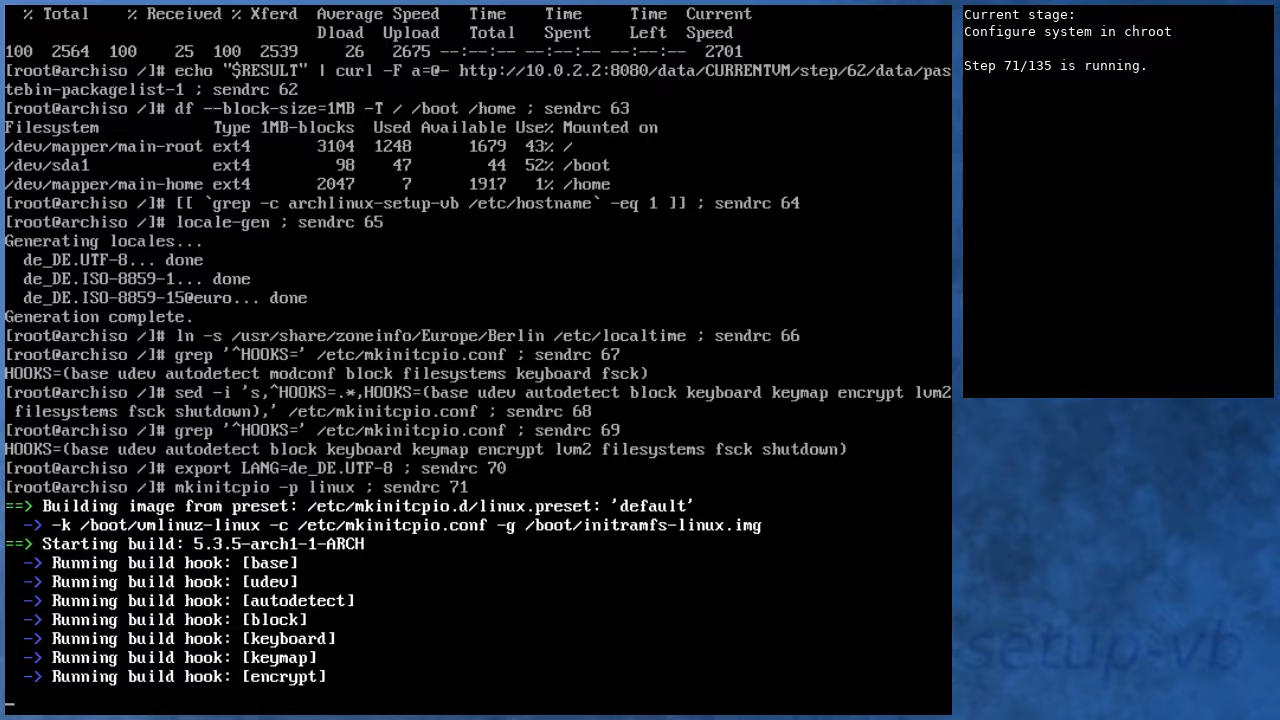 % Total    % Received % Xferd  Average Speed   Time    Time     Time  Current
                                 Dload  Upload   Total   Spent    Left  Speed
100  2564  100    25  100  2539     26   2675 --:--:-- --:--:-- --:--:--  2701
[root@archiso /]# echo "$RESULT" | curl -F a=@- http://10.0.2.2:8080/data/CURRENTVM/step/62/data/pas
tebin-packagelist-1 ; sendrc 62
[root@archiso /]# df --block-size=1MB -T / /boot /home ; sendrc 63
Filesystem            Type 1MB-blocks  Used Available Use% Mounted on
/dev/mapper/main-root ext4       3104  1248      1679  43% /
/dev/sda1             ext4         98    47        44  52% /boot
/dev/mapper/main-home ext4       2047     7      1917   1% /home
[root@archiso /]# [[ `grep -c archlinux-setup-vb /etc/hostname` -eq 1 ]] ; sendrc 64
[root@archiso /]# locale-gen ; sendrc 65
Generating locales...
  de_DE.UTF-8... done
  de_DE.ISO-8859-1... done
  de_DE.ISO-8859-15@euro... done
Generation complete.
[root@archiso /]# ln -s /usr/share/zoneinfo/Europe/Berlin /etc/localtime ; sendrc 66
[root@archiso /]# grep '^HOOKS=' /etc/mkinitcpio.conf ; sendrc 67
HOOKS=(base udev autodetect modconf block filesystems keyboard fsck)
[root@archiso /]# sed -i 's,^HOOKS=.*,HOOKS=(base udev autodetect block keyboard keymap encrypt lvm2
 filesystems fsck shutdown),' /etc/mkinitcpio.conf ; sendrc 68
[root@archiso /]# grep '^HOOKS=' /etc/mkinitcpio.conf ; sendrc 69
HOOKS=(base udev autodetect block keyboard keymap encrypt lvm2 filesystems fsck shutdown)
[root@archiso /]# export LANG=de_DE.UTF-8 ; sendrc 70
[root@archiso /]# mkinitcpio -p linux ; sendrc 71
==> Building image from preset: /etc/mkinitcpio.d/linux.preset: 'default'
  -> -k /boot/vmlinuz-linux -c /etc/mkinitcpio.conf -g /boot/initramfs-linux.img
==> Starting build: 5.3.5-arch1-1-ARCH
  -> Running build hook: [base]
  -> Running build hook: [udev]
  -> Running build hook: [autodetect]
  -> Running build hook: [block]
  -> Running build hook: [keyboard]
  -> Running build hook: [keymap]
  -> Running build hook: [encrypt]
_
Current stage:
Configure system in chroot
Step 71/135 is running.
setup-vb